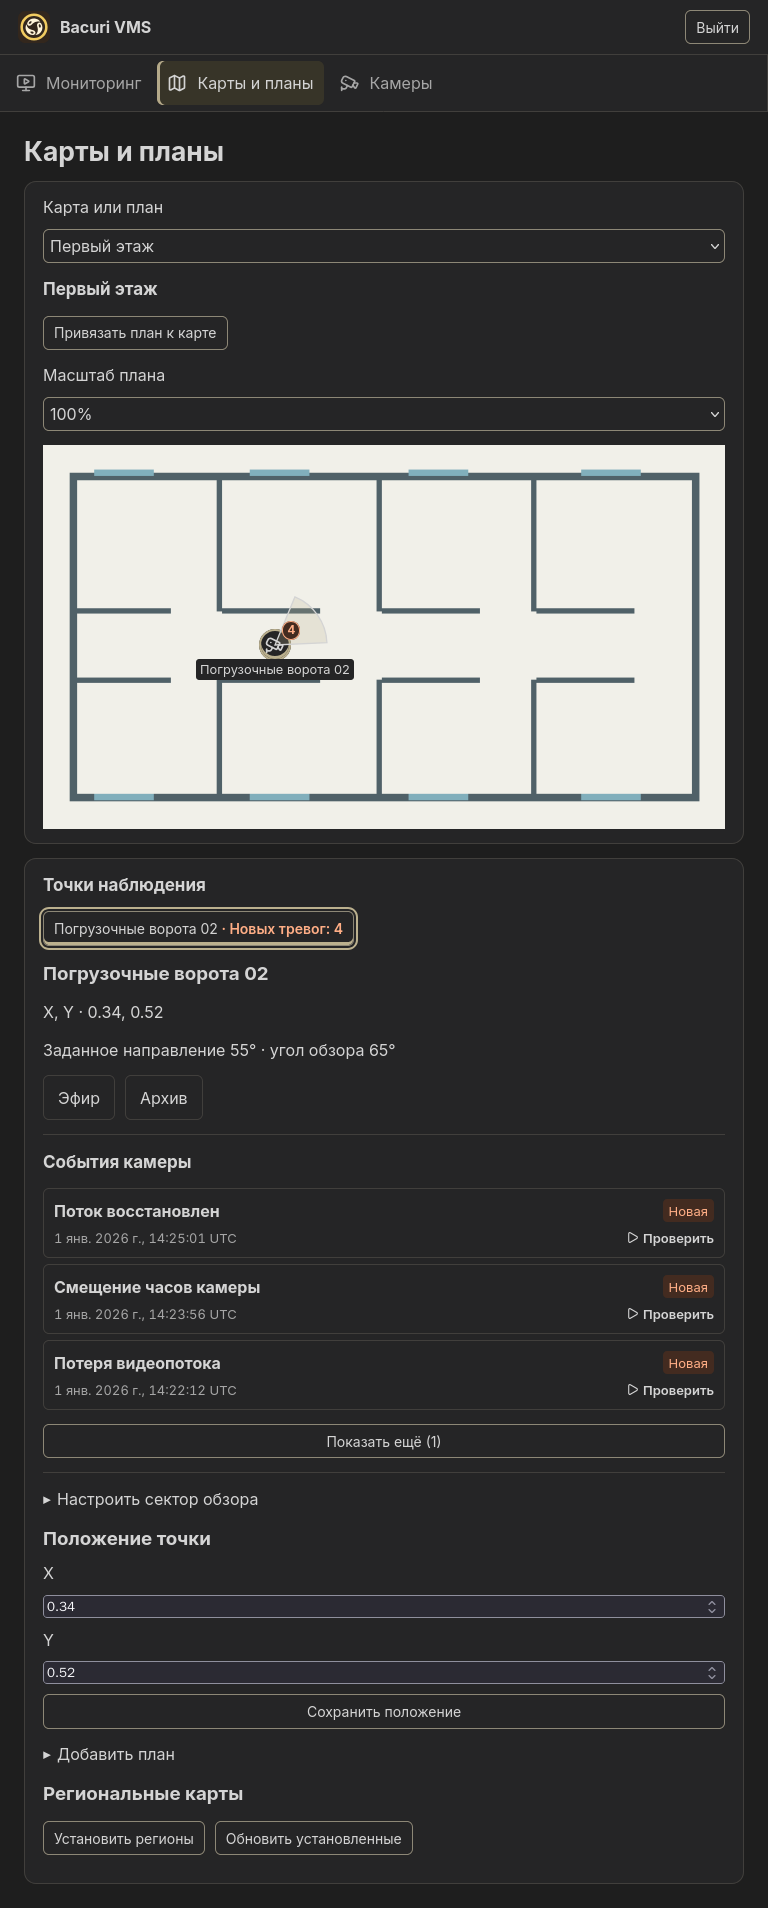 Bacuri VMS
Выйти
Мониторинг
Карты и планы
Камеры
Карты и планы
Карта или план
Первый этаж
Первый этаж
Привязать план к карте
Масштаб плана
100%
4
Погрузочные ворота 02
Точки наблюдения
Погрузочные ворота 02 · Новых тревог: 4
Погрузочные ворота 02
X, Y · 0.34, 0.52
Заданное направление 55° · угол обзора 65°
Эфир
Архив
События камеры
Поток восстановлен
Новая
1 янв. 2026 г., 14:25:01 UTC
Проверить
Смещение часов камеры
Новая
1 янв. 2026 г., 14:23:56 UTC
Проверить
Потеря видеопотока
Новая
1 янв. 2026 г., 14:22:12 UTC
Проверить
Показать ещё (1)
Настроить сектор обзора
Положение точки
X
0.34
Y
0.52
Сохранить положение
Добавить план
Региональные карты
Установить регионы
Обновить установленные